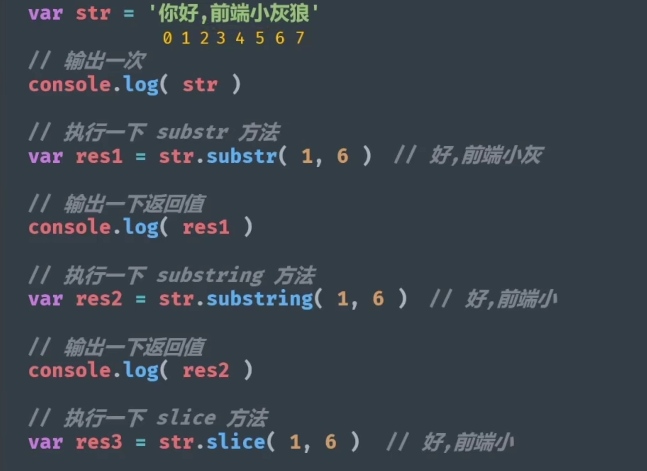 var str = '你好,前端小灰狼'
0 1 2 3 4 5 6 7
// 输出一次
console.log( str )
// 执行一下 substr 方法
var res1 = str.substr( 1, 6 ) // 好,前端小灰
// 输出一下返回值
console.log( res1 )
// 执行一下 substring 方法
var res2 = str.substring( 1, 6 ) // 好,前端小
// 输出一下返回值
console.log( res2 )
// 执行一下 slice 方法
var res3 = str.slice( 1, 6 ) // 好,前端小